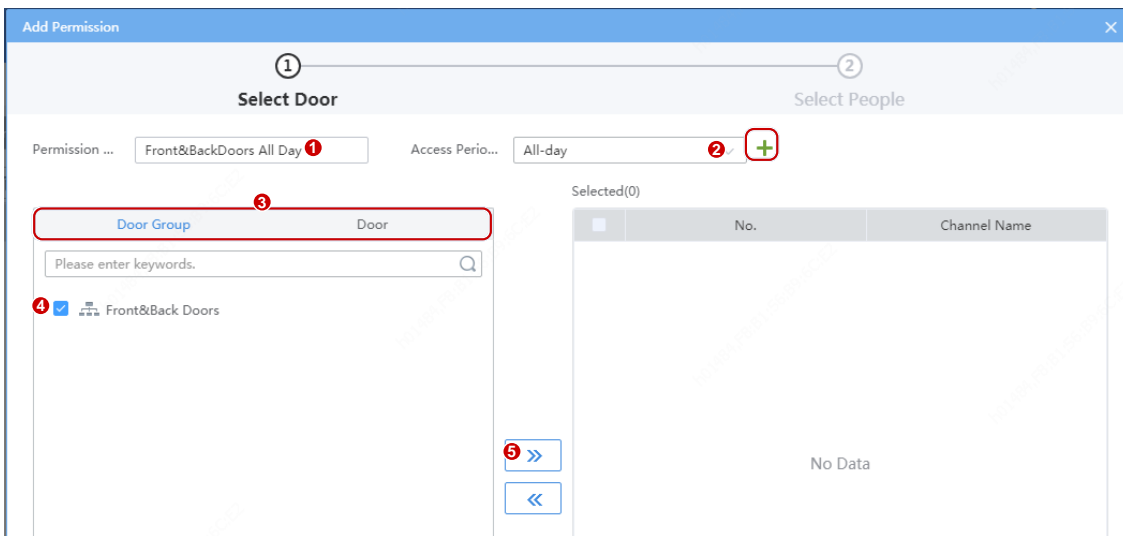 Add Permission
1
2
Select Door
Select People
Permission ...
Front&BackDoors All Day
1
Access Perio...
All-day
2
Selected(0)
3
Door Group
Door
No.
Channel Name
Please enter keywords.
4
Front&Back Doors
5
No Data